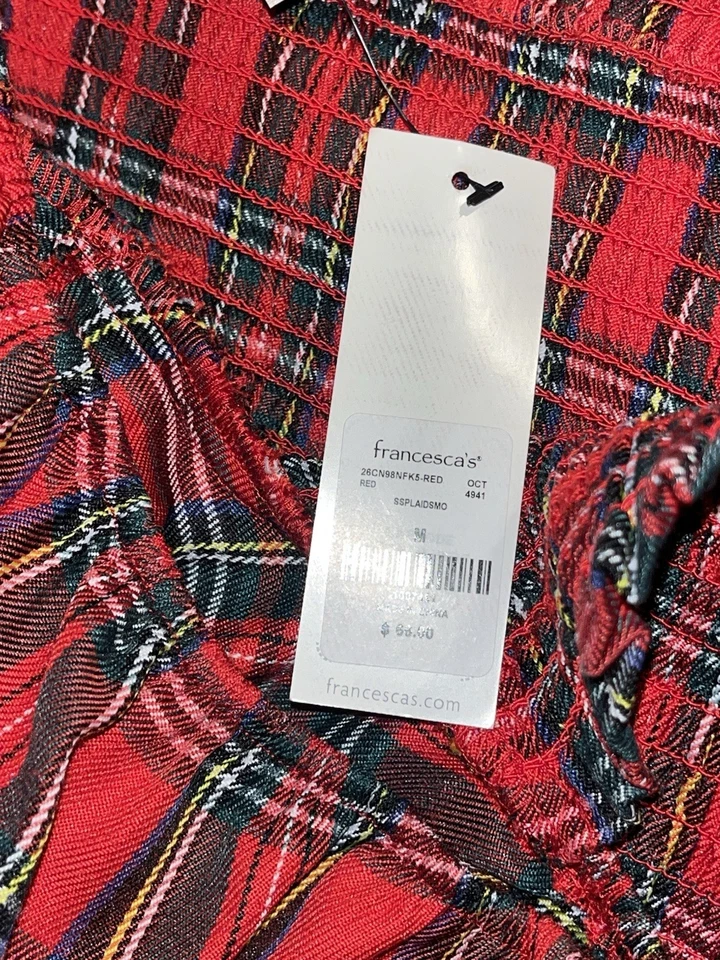 francesca's®
26CN98NFK5-RED OCT
RED 4941
SSPLAIDSMO
M
$
francescas.com